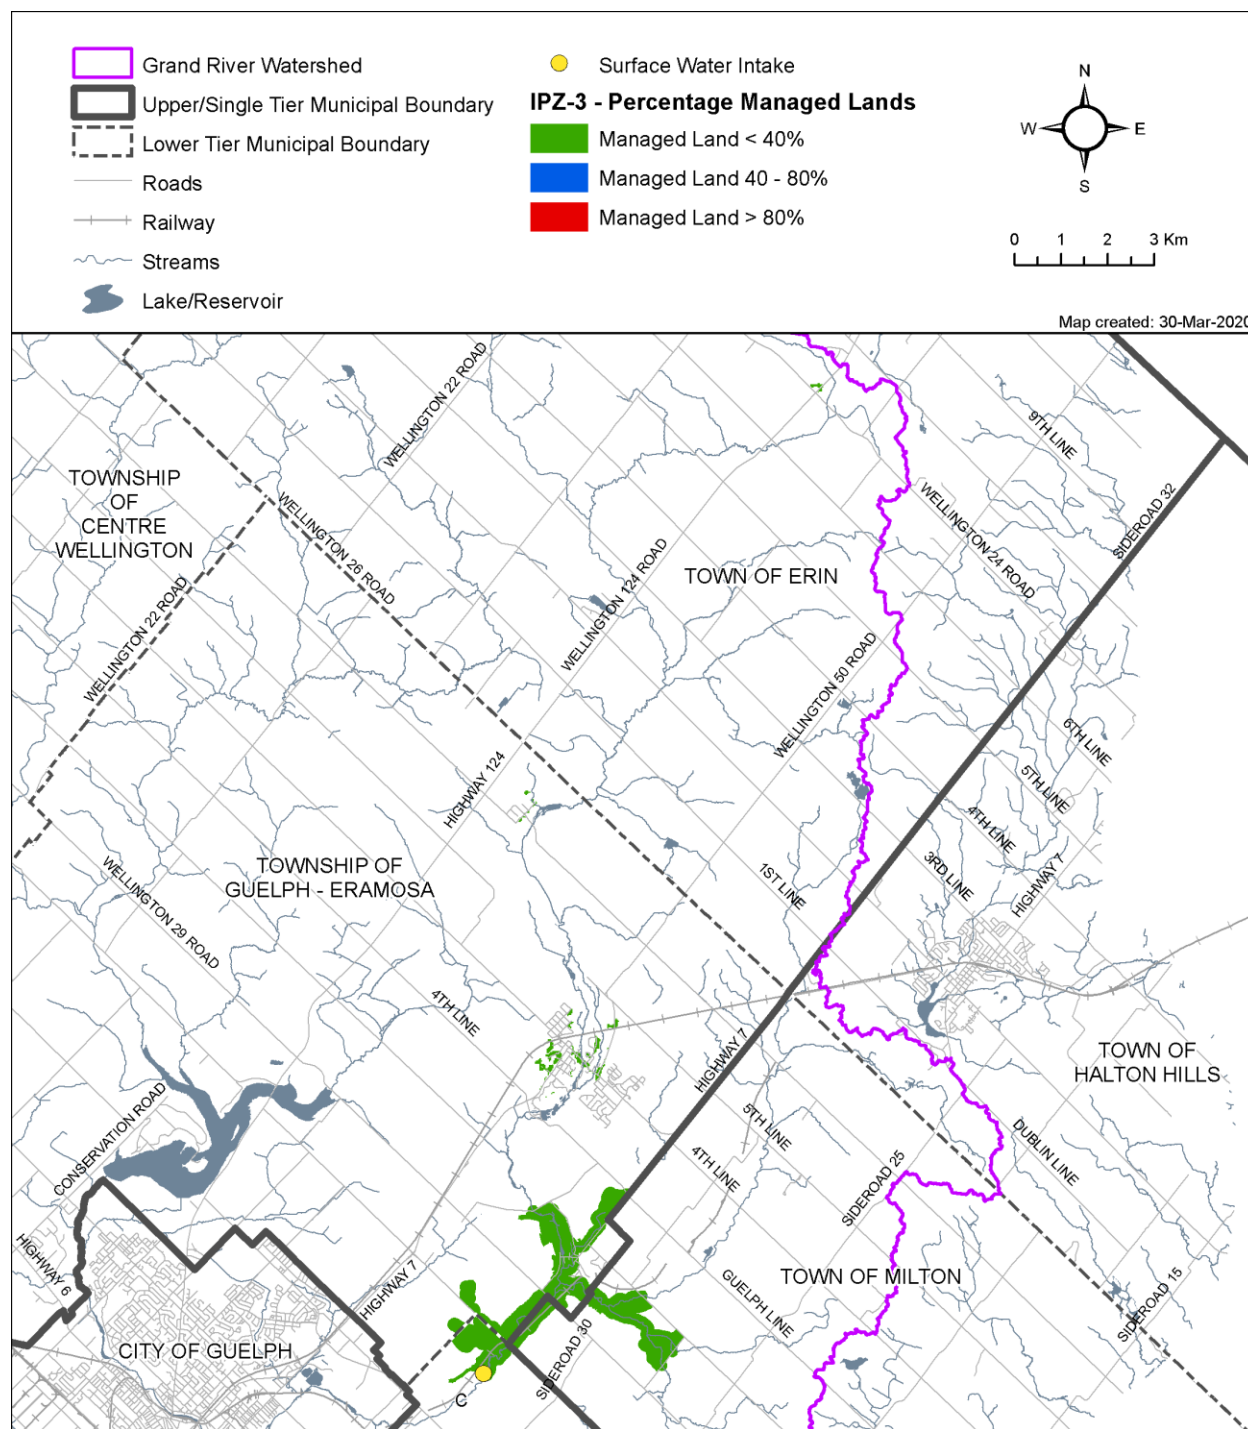 Grand River Watershed
Upper/Single Tier Municipal Boundary
Lower Tier Municipal Boundary
Roads
Railway
Streams
Lake/Reservoir
Surface Water Intake
IPZ-3 - Percentage Managed Lands
Managed Land < 40%
Managed Land 40 - 80%
Managed Land > 80%
N
W
E
S
0 1 2 3 Km
Map created: 30-Mar-2020
WELLINGTON 22 ROAD
9TH LINE
TOWNSHIP
OF
CENTRE
WELLINGTON
WELLINGTON 26 ROAD
WELLINGTON 24 ROAD
SIDEROAD 32
TOWN OF ERIN
WELLINGTON 124 ROAD
WELLINGTON 22 ROAD
WELLINGTON 50 ROAD
6TH LINE
5TH LINE
HIGHWAY 124
4TH LINE
TOWNSHIP OF
GUELPH - ERAMOSA
1ST LINE
3RD LINE
HIGHWAY 7
WELLINGTON 29 ROAD
4TH LINE
HIGHWAY 7
TOWN OF
HALTON HILLS
CONSERVATION ROAD
5TH LINE
DUBLIN LINE
4TH LINE
SIDEROAD 25
HIGHWAY 6
HIGHWAY 7
TOWN OF MILTON
GUELPH LINE
SIDEROAD 15
CITY OF GUELPH
SIDEROAD 30
C